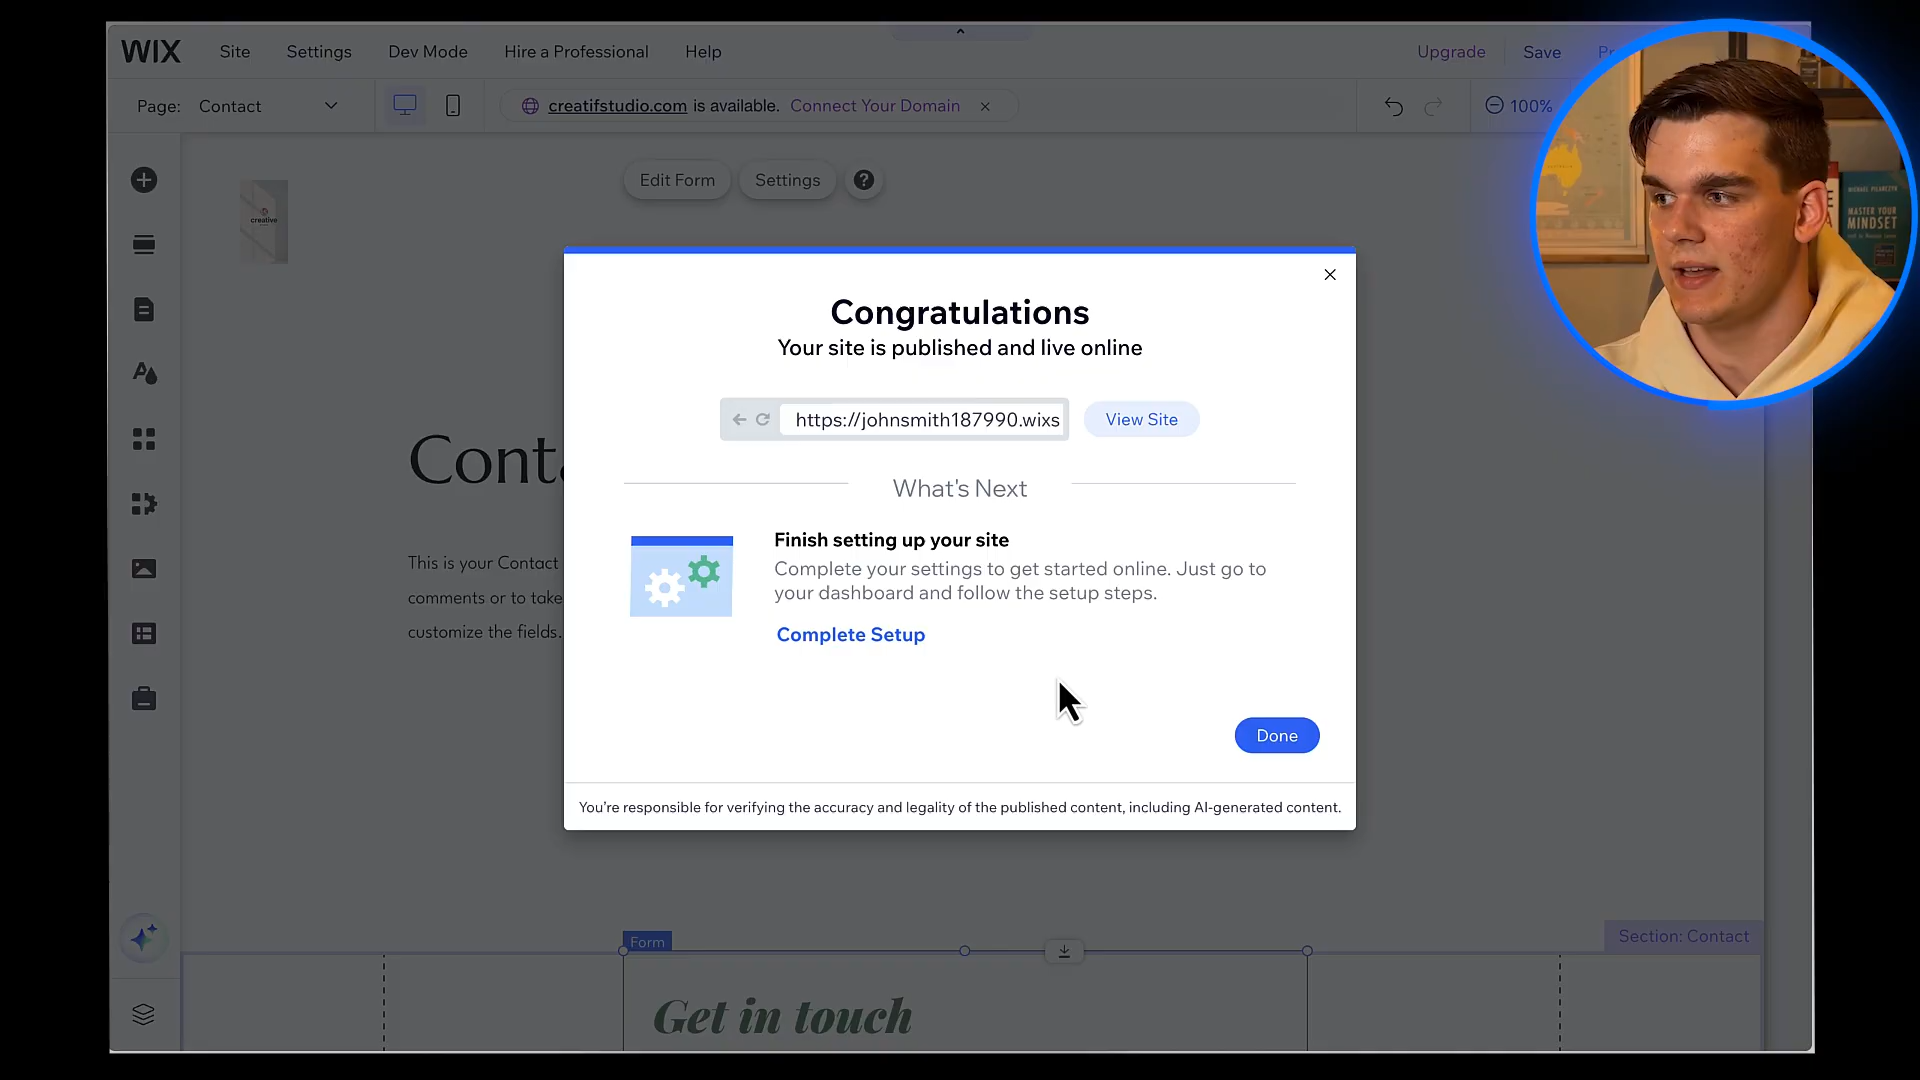 WIX Site Settings Dev Mode Hire a Professional Help Upgrade Save
Page: Contact creatifstudio.com is available. Connect Your Domain 100%
Edit Form Settings
creative
MICHAEL PILARCZYK
MASTER YOUR
MINDSET
Congratulations
Your site is published and live online
https://johnsmith187990.wixs View Site
What's Next
Finish setting up your site
Complete your settings to get started online. Just go to
your dashboard and follow the setup steps.
Complete Setup
Done
You're responsible for verifying the accuracy and legality of the published content, including AI-generated content.
This is your Contact
comments or to take
customize the fields.
Form
Section: Contact
Get in touch